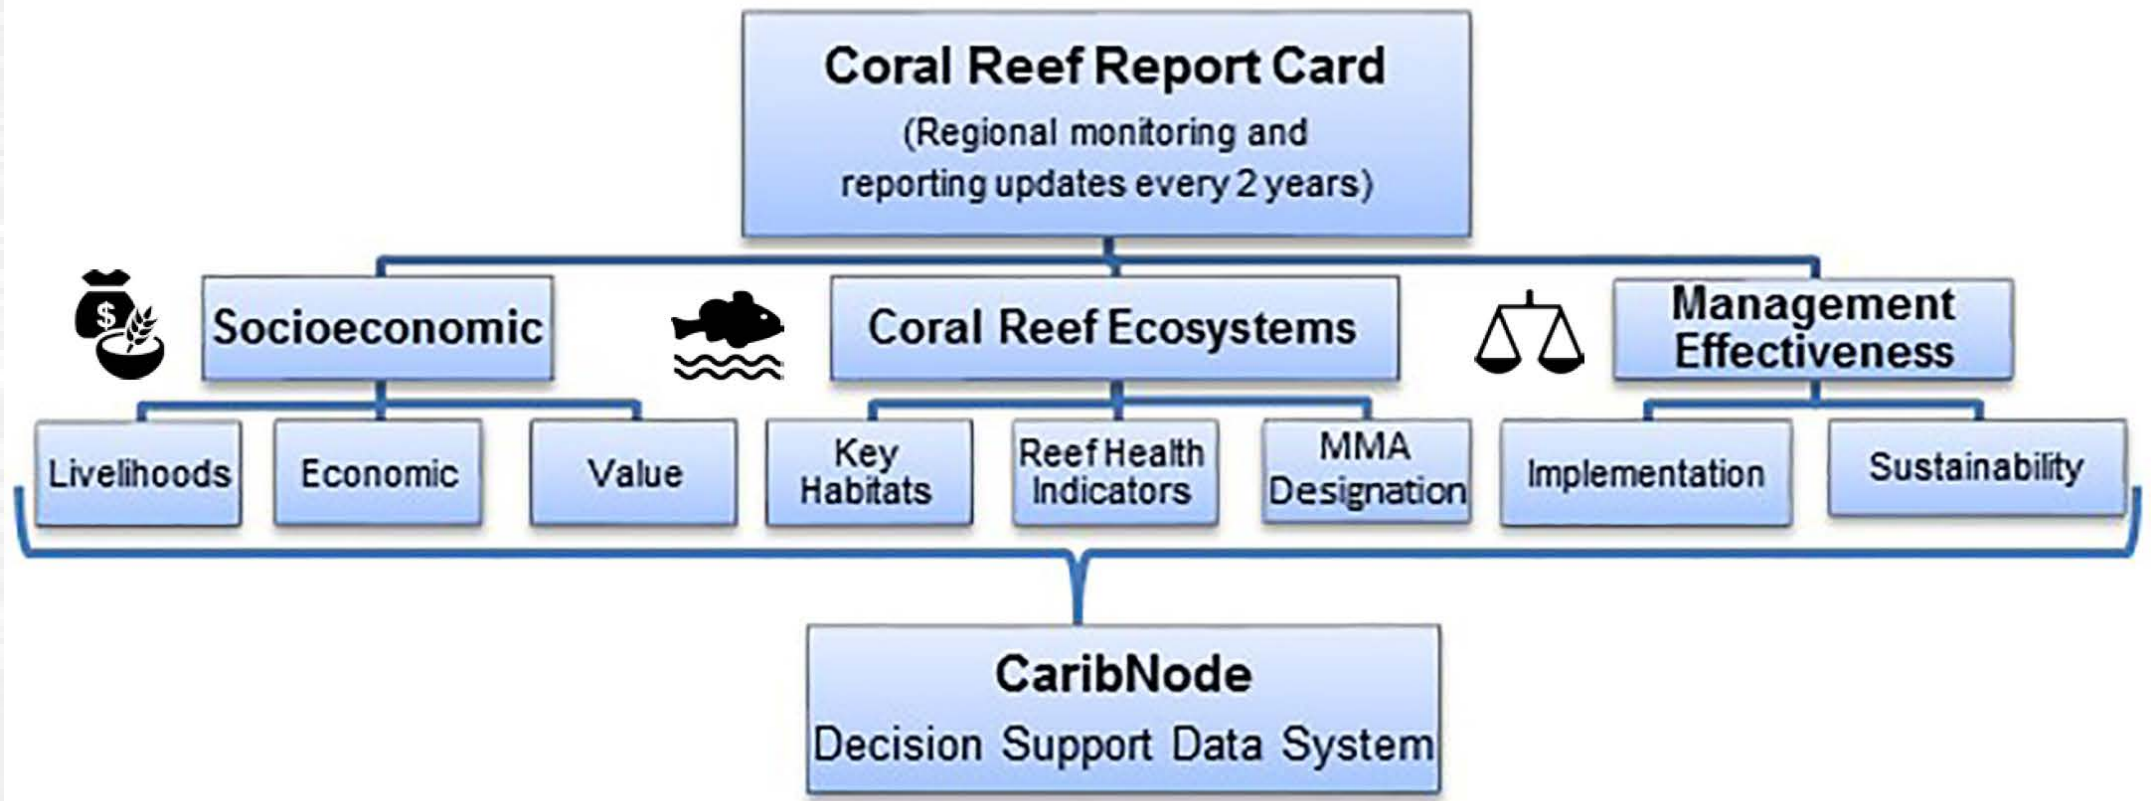 Coral Reef Report Card
(Regional monitoring and
reporting updates every 2 years)
$
Socioeconomic
Coral Reef Ecosystems
Management
Effectiveness
Livelihoods
Economic
Value
Key
Habitats
Reef Health
Indicators
MMA
Designation
Implementation
Sustainability
CaribNode
Decision Support Data System